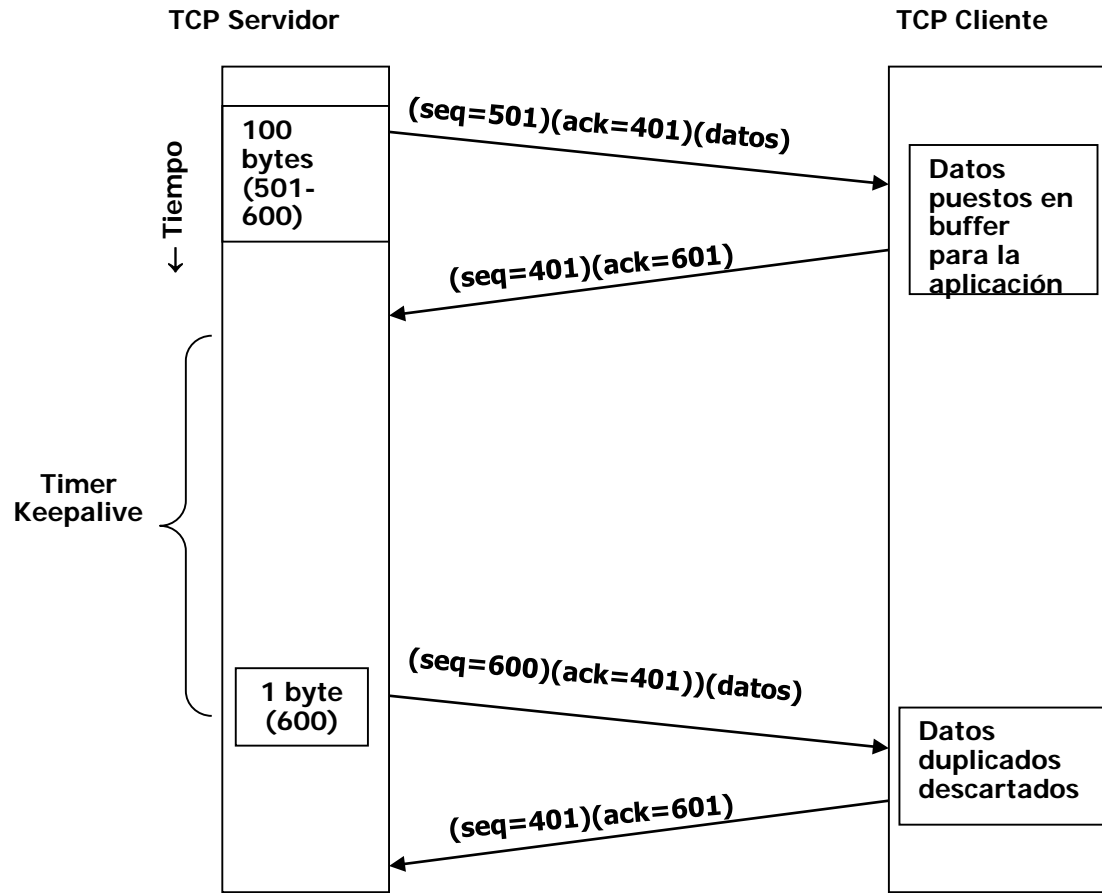 TCP Servidor
TCP Cliente
← Tiempo
100
bytes
(501-
600)
(seq=501)(ack=401)(datos)
Datos
puestos en
buffer
para la
aplicación
(seq=401)(ack=601)
Timer
Keepalive
1 byte
(600)
(seq=600)(ack=401))(datos)
Datos
duplicados
descartados
(seq=401)(ack=601)